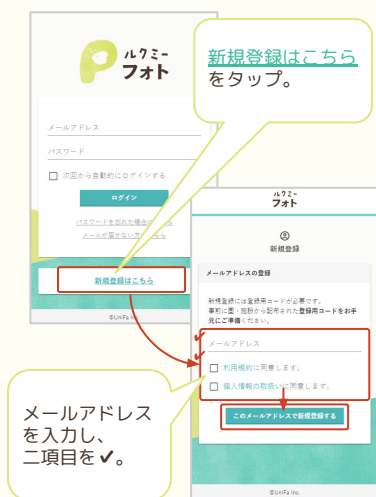 ルクミー
フォト
新規登録はこちら
をタップ。
メールアドレス
パスワード
次回から自動的にログインする
ログイン
パスワードを忘れた場合は
メールが届かない方
新規登録はこちら
©UniFa Inc.
ルクミー
フォト
新規登録
メールアドレスの登録
新規登録には登録用コードが必要です。
事前に園・施設から配布された登録用コードをお手
元にご準備ください。
メールアドレス
利用規約に同意します。
個人情報の取扱いに同意します。
このメールアドレスで新規登録する
©UniFa Inc.
メールアドレス
を入力し、
二項目を✔。